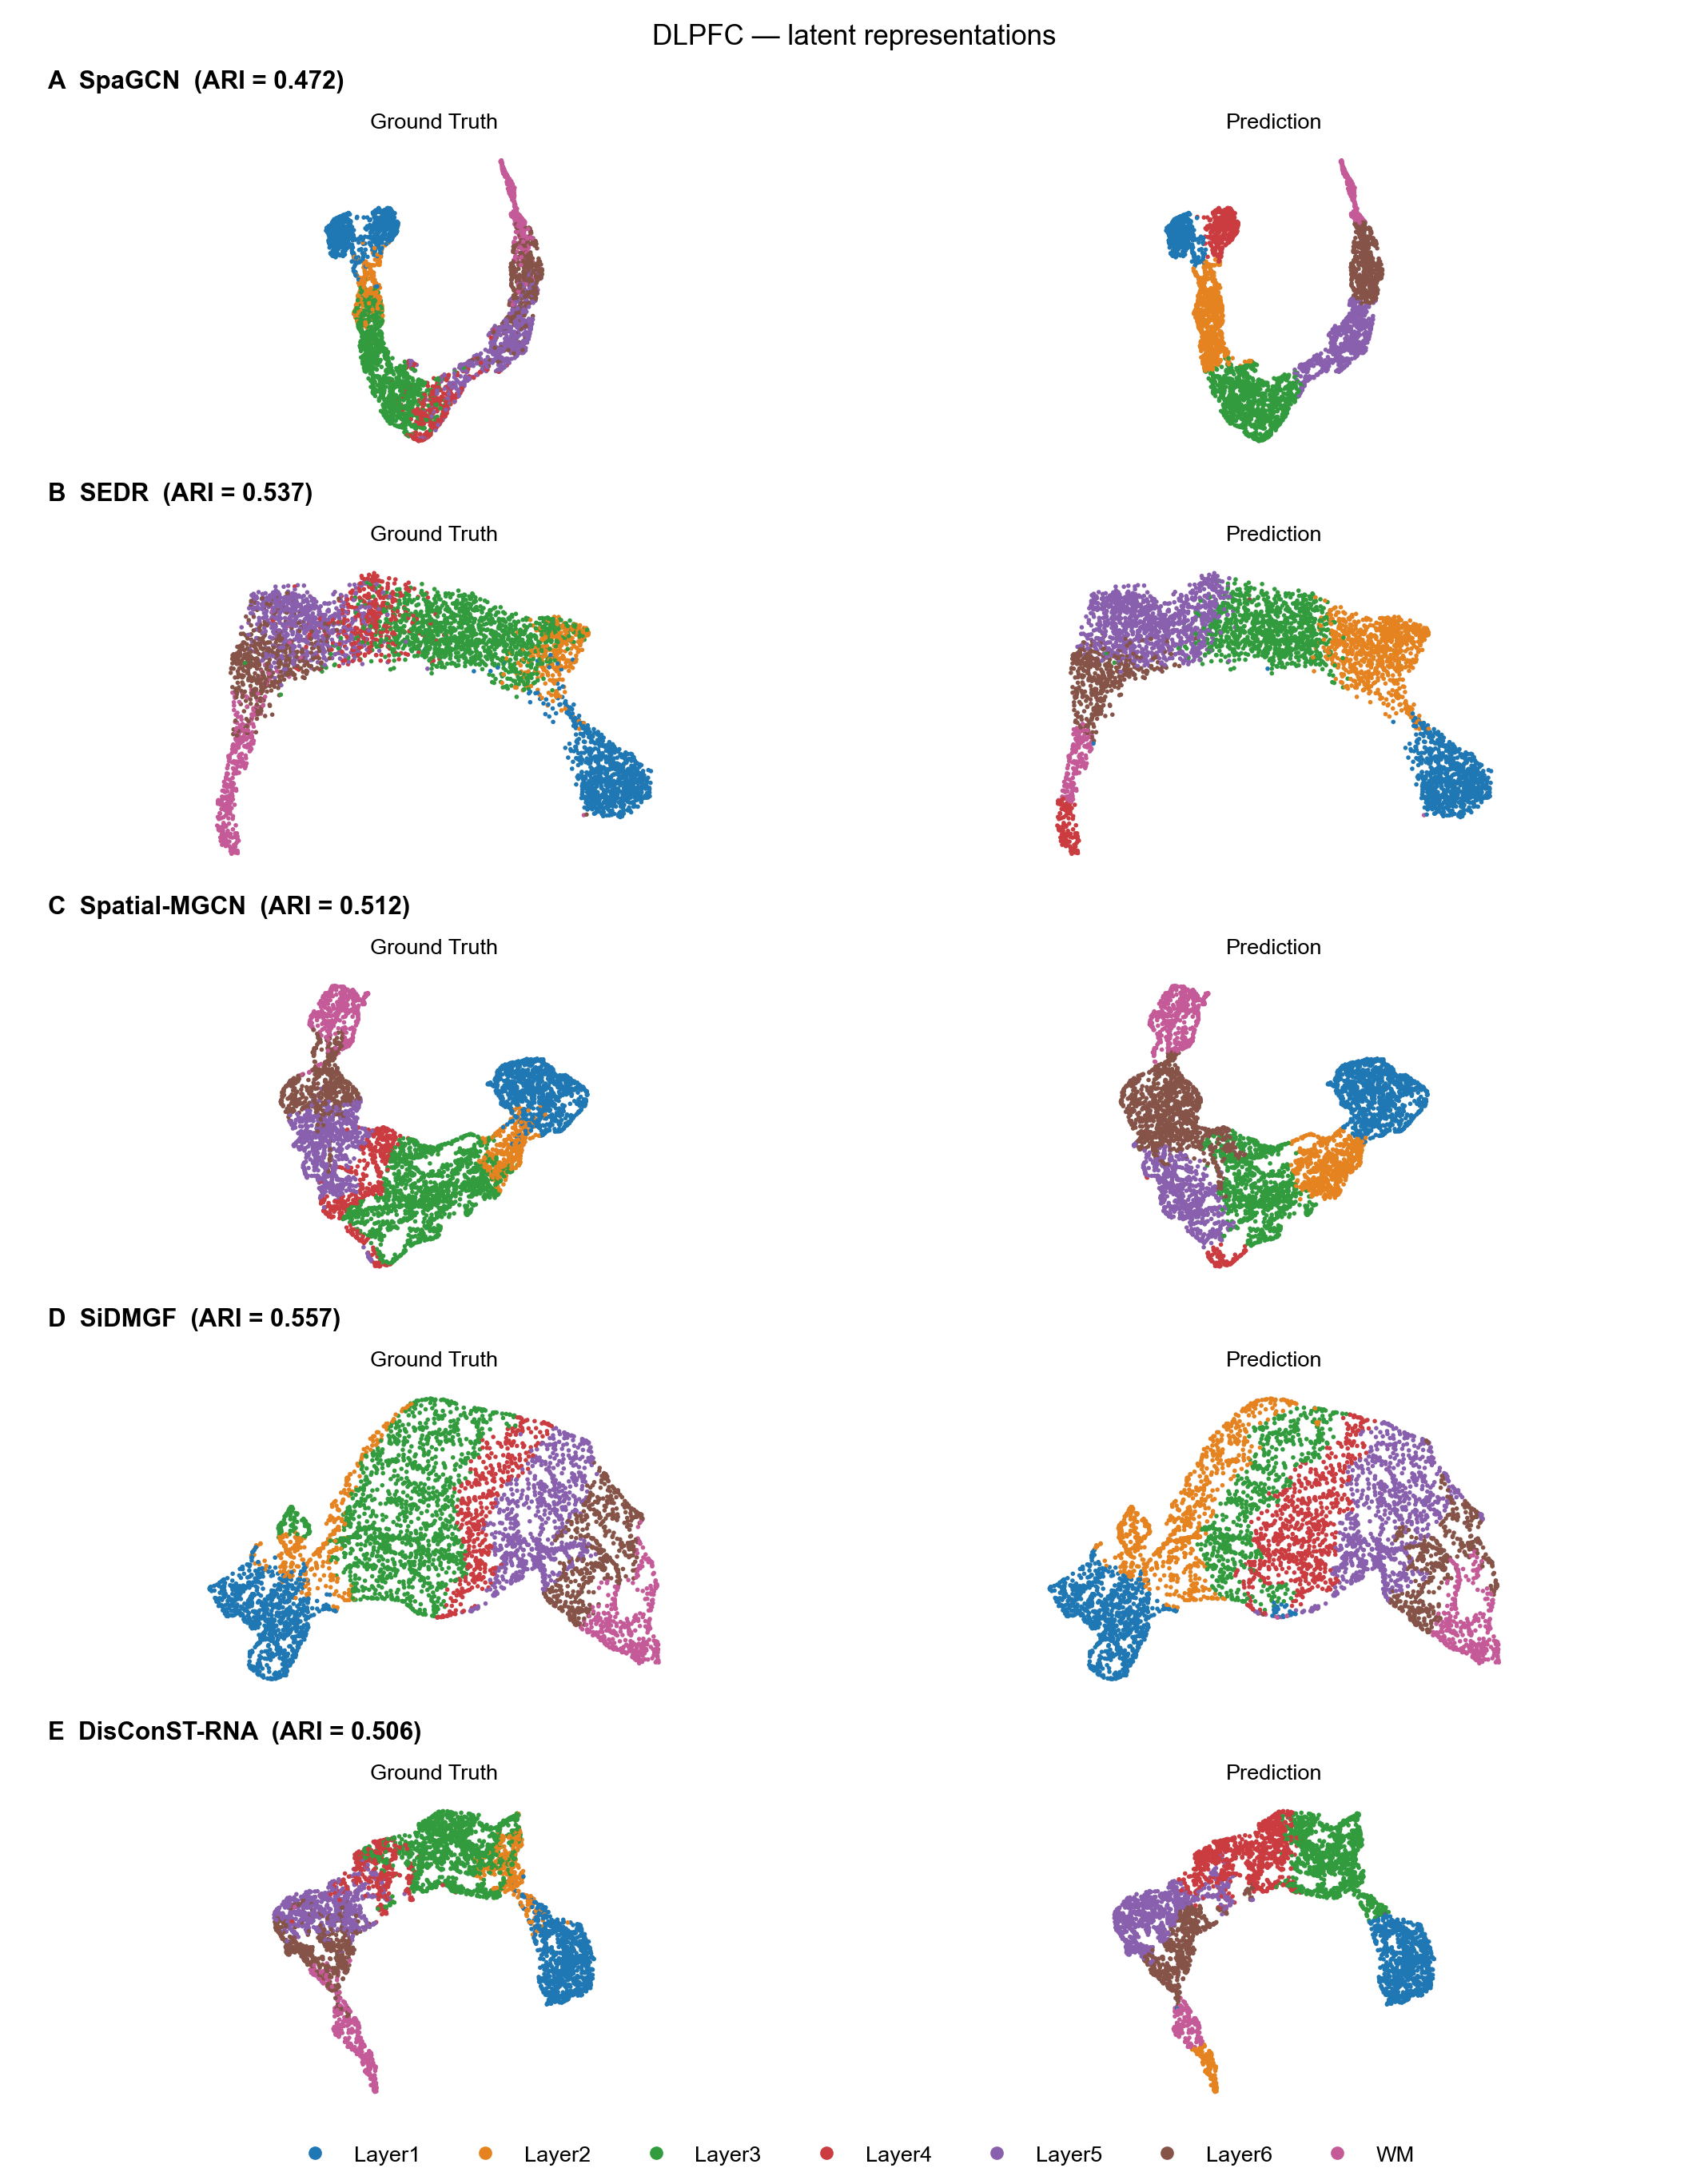 DLPFC — latent representations
A SpaGCN (ARI = 0.472)
Ground Truth
Prediction
B SEDR (ARI = 0.537)
Ground Truth
Prediction
C Spatial-MGCN (ARI = 0.512)
Ground Truth
Prediction
D SiDMGF (ARI = 0.557)
Ground Truth
Prediction
E DisConST-RNA (ARI = 0.506)
Ground Truth
Prediction
Layer1 Layer2 Layer3 Layer4 Layer5 Layer6 WM